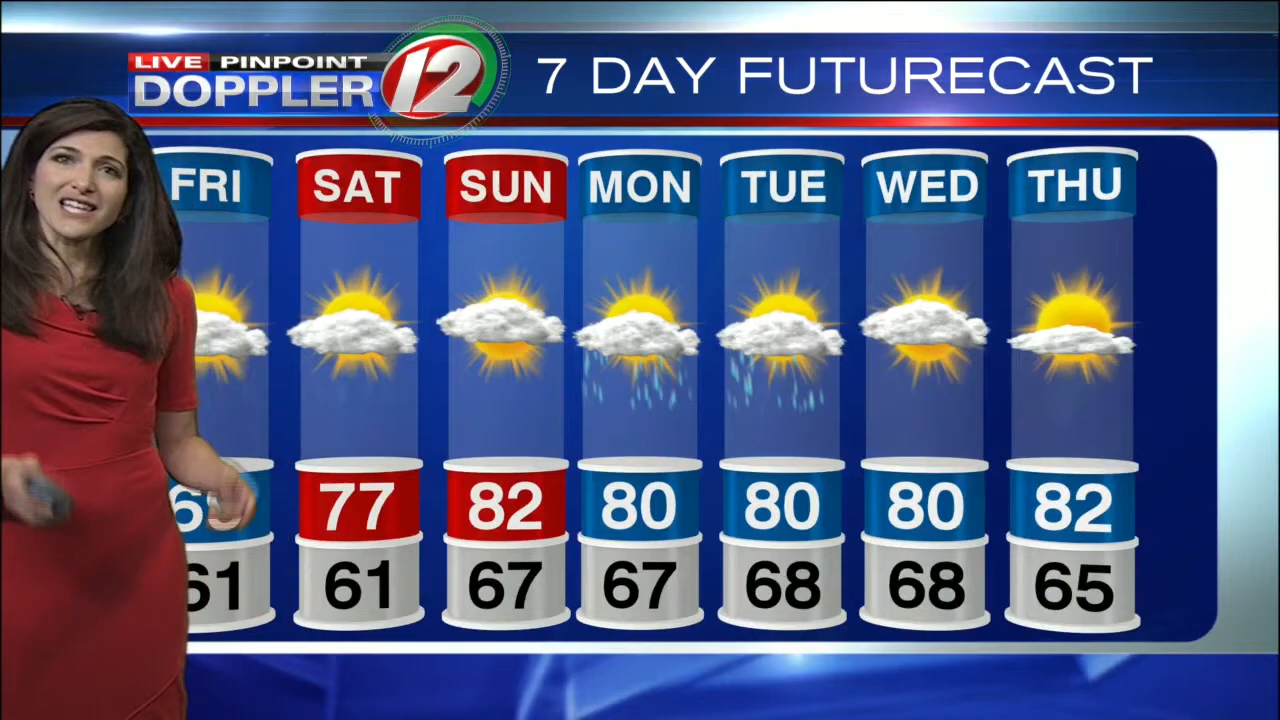 LIVE PINPOINT
DOPPLER 12
7 DAY FUTURECAST
FRI SAT SUN MON TUE WED THU
77 82 80 80 80 82
61 61 67 67 68 68 65